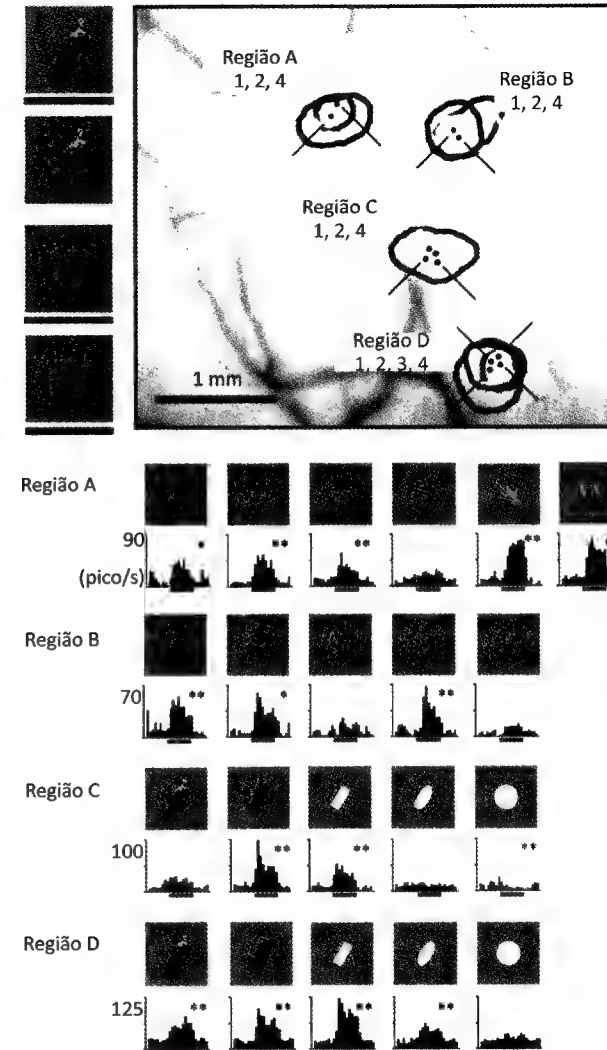 Região A
1, 2, 4
Região B
1, 2, 4
Região C
1, 2, 4
Região D
1, 2, 3, 4
1 mm
Região A
90
(pico/s)
*
**
**
**
*
Região B
70
**
*
**
Região C
100
**
**
**
Região D
125
**
**
**
**